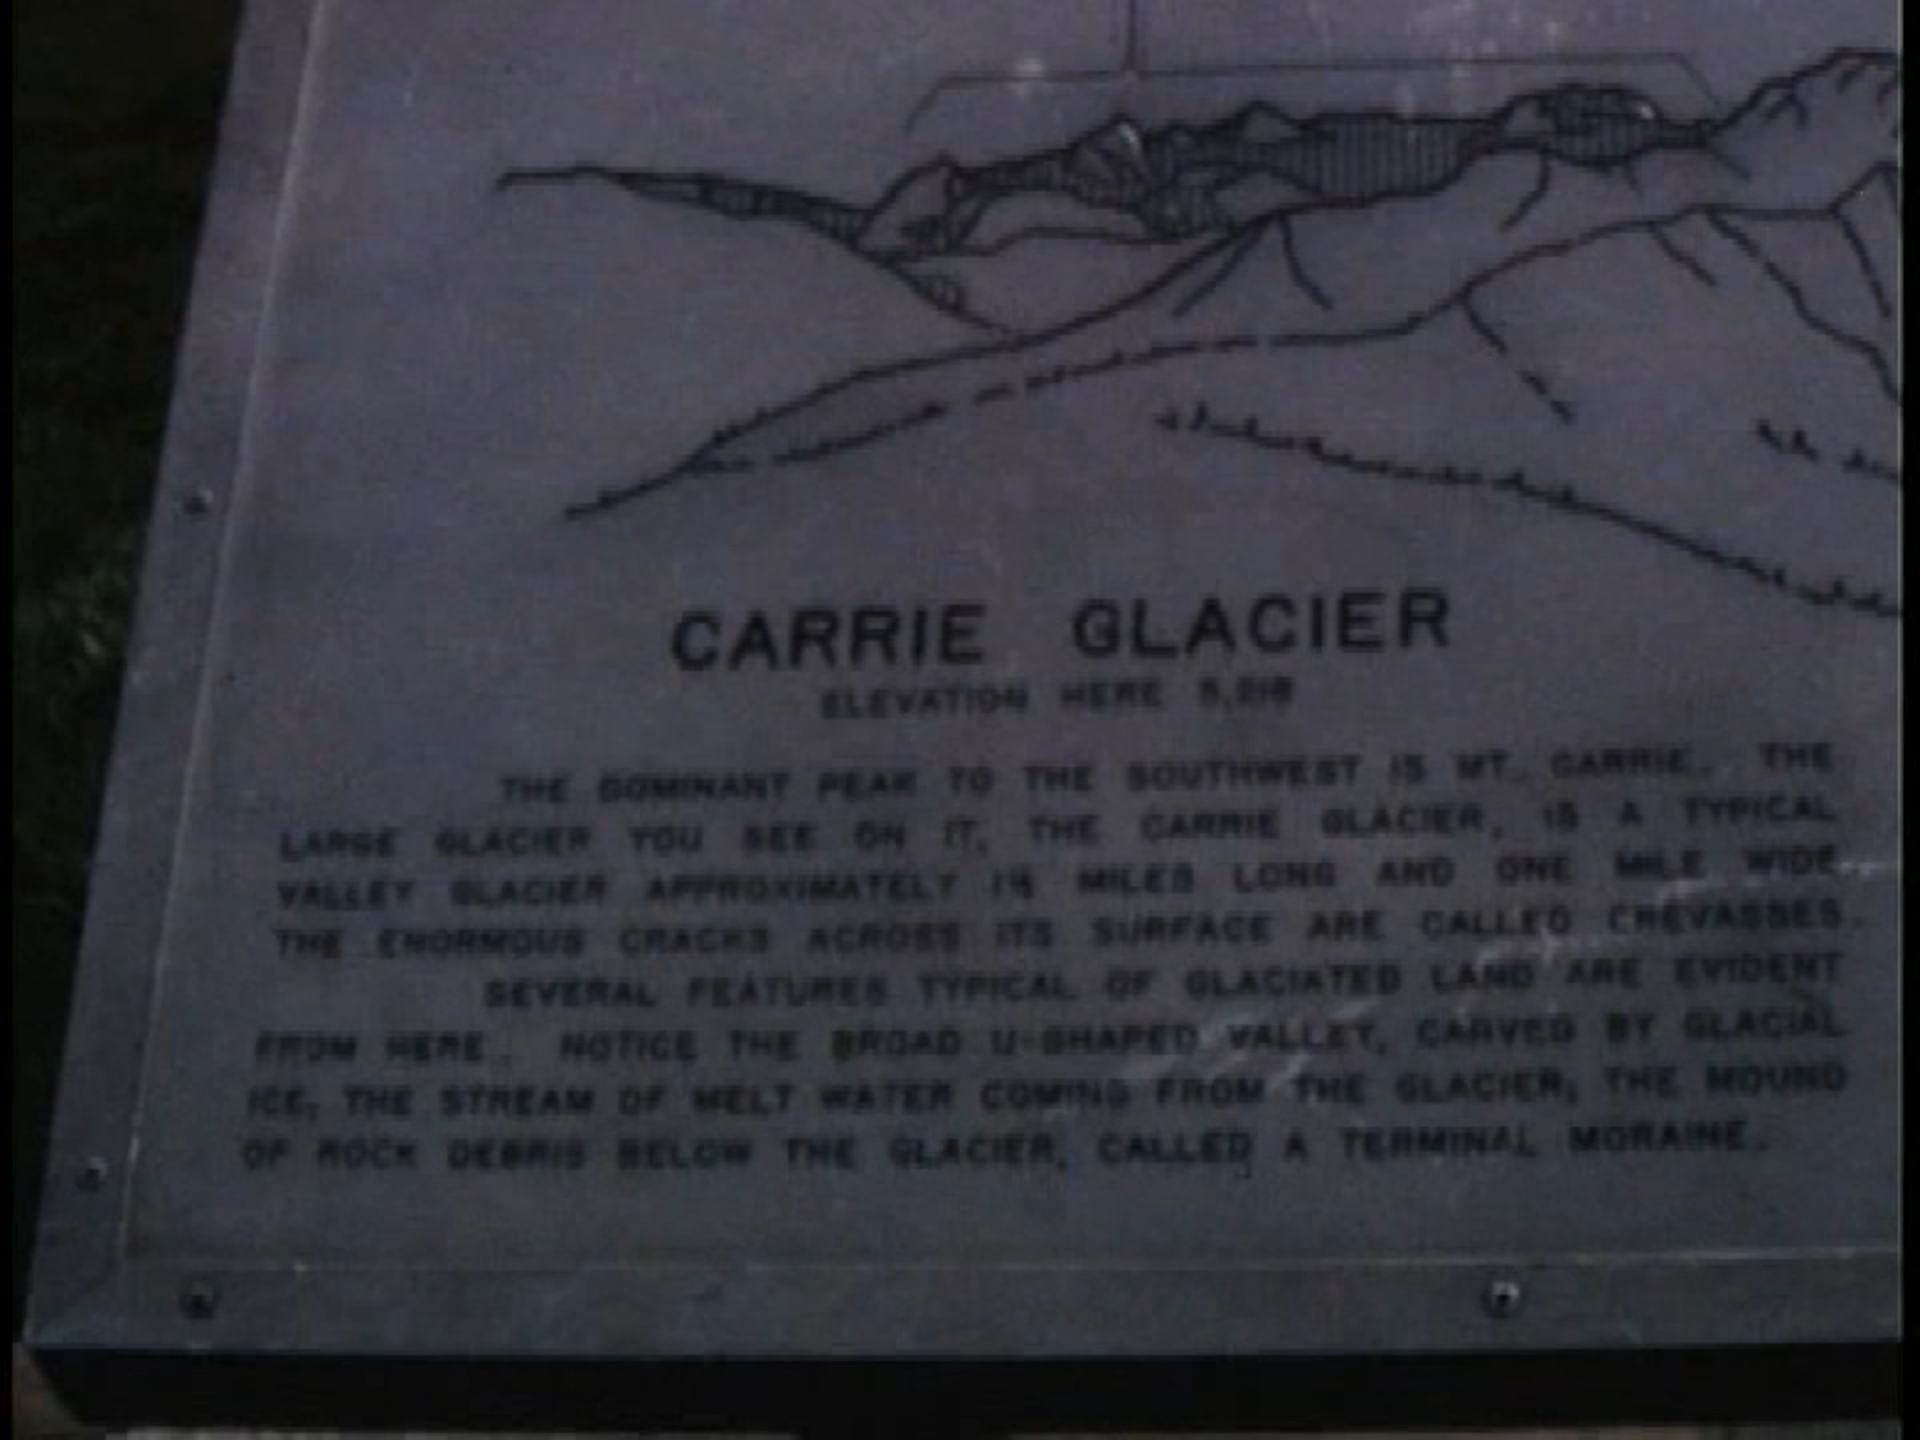 CARRIE GLACIER
ELEVATION HERE 5,218
THE DOMINANT PEAK TO THE SOUTHWEST IS MT. CARRIE. THE
LARGE GLACIER YOU SEE ON IT, THE CARRIE GLACIER, IS A TYPICAL
VALLEY GLACIER APPROXIMATELY 1½ MILES LONG AND ONE MILE WIDE.
THE ENORMOUS CRACKS ACROSS ITS SURFACE ARE CALLED CREVASSES.
SEVERAL FEATURES TYPICAL OF GLACIATED LAND ARE EVIDENT
FROM HERE. NOTICE THE BROAD U-SHAPED VALLEY, CARVED BY GLACIAL
ICE; THE STREAM OF MELT WATER COMING FROM THE GLACIER; THE MOUND
OF ROCK DEBRIS BELOW THE GLACIER, CALLED A TERMINAL MORAINE.